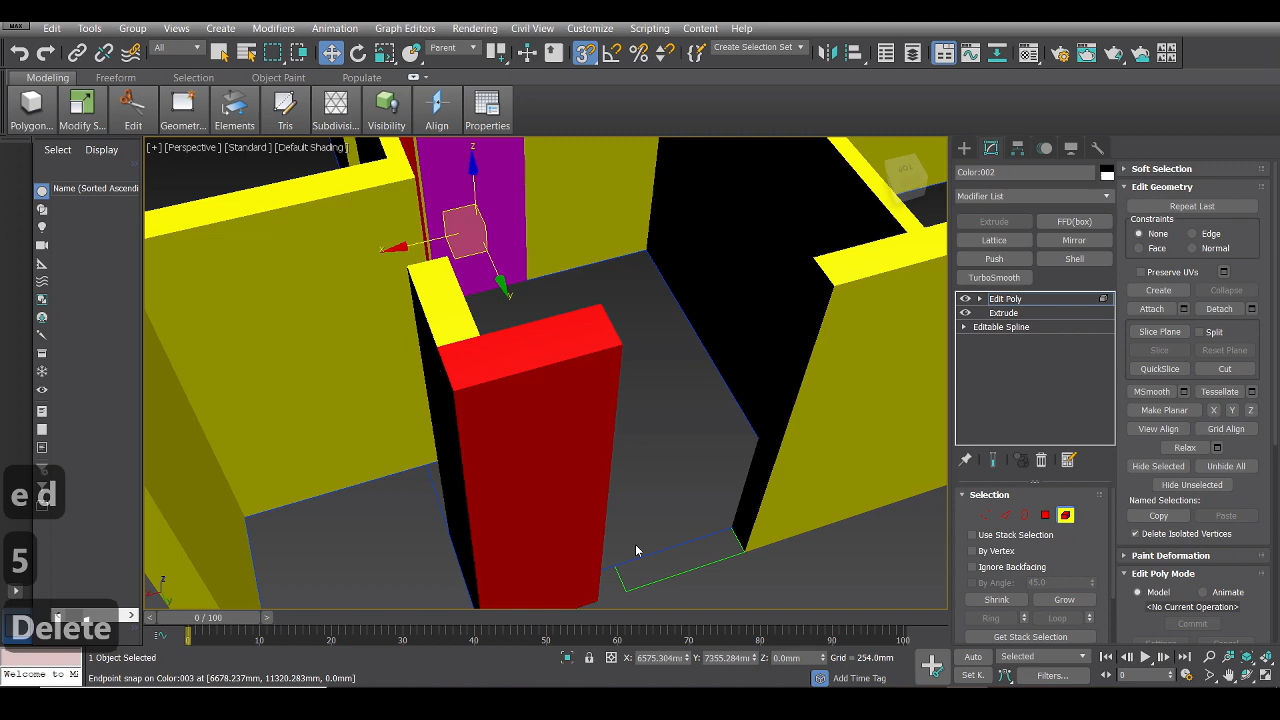 MAX Edit Tools Group Views Create Modifiers Animation Graph Editors Rendering Civil View Customize Scripting Content Help
All Parent Create Selection Set
Modeling Freeform Selection Object Paint Populate
Polygon... Modify S... Edit Geometr... Elements Tris Subdivisi... Visibility Align Properties
Select Display
Name (Sorted Ascendi
[+] [Perspective] [Standard] [Default Shading]
TOP
z
x
y
Color:002
Modifier List
Extrude FFD(box)
Lattice Mirror
Push Shell
TurboSmooth
Edit Poly
Extrude
Editable Spline
Selection
Use Stack Selection
By Vertex
Ignore Backfacing
By Angle: 45.0
Shrink Grow
Ring Loop
Get Stack Selection
Soft Selection
Edit Geometry
Repeat Last
Constraints
None Edge
Face Normal
Preserve UVs
Create Collapse
Attach Detach
Slice Plane Split
Slice Reset Plane
QuickSlice Cut
MSmooth Tessellate
Make Planar X Y Z
View Align Grid Align
Relax
Hide Selected Unhide All
Hide Unselected
Named Selections:
Copy Paste
Delete Isolated Vertices
Paint Deformation
Edit Poly Mode
Model Animate
<No Current Operation>
Commit
e d
5
Delete
z
x
y
0 / 100
0 10 20 30 40 50 60 70 80 90 100
Welcome to Mi
1 Object Selected
Endpoint snap on Color:003 at [6678.237mm, 11320.283mm, 0.0mm]
X: 6575.304mm Y: 7355.284mm Z: 0.0mm Grid = 254.0mm
Add Time Tag
Auto Selected
Set K. Filters...
0